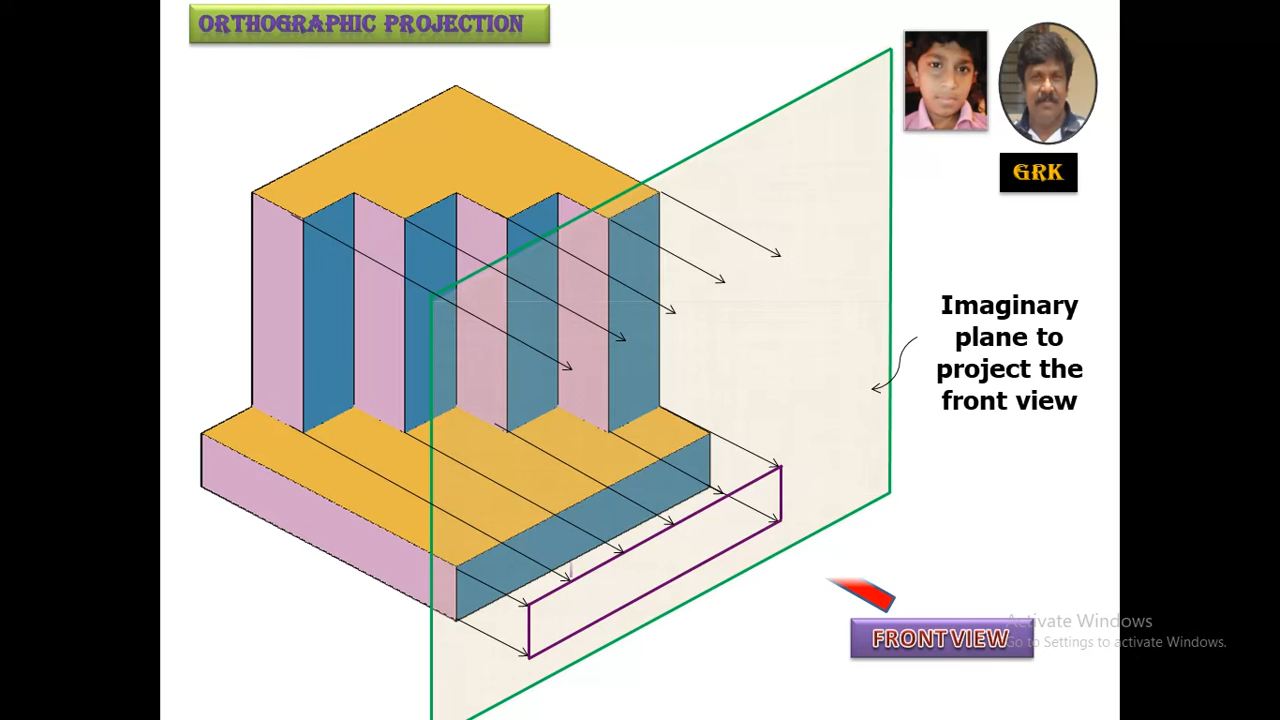 ORTHOGRAPHIC PROJECTION
GRK
Imaginary
plane to
project the
front view
FRONT VIEW
Activate Windows
Go to Settings to activate Windows.